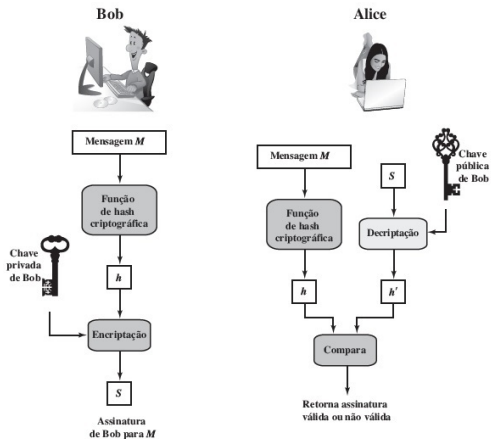 Bob
Mensagem M
Função
de hash
criptográfica
Chave
privada
de Bob
h
Encriptação
S
Assinatura
de Bob para M
Alice
Mensagem M
S
Chave
pública
de Bob
Função
de hash
criptográfica
Decriptação
h
h'
Compara
Retorna assinatura
válida ou não válida